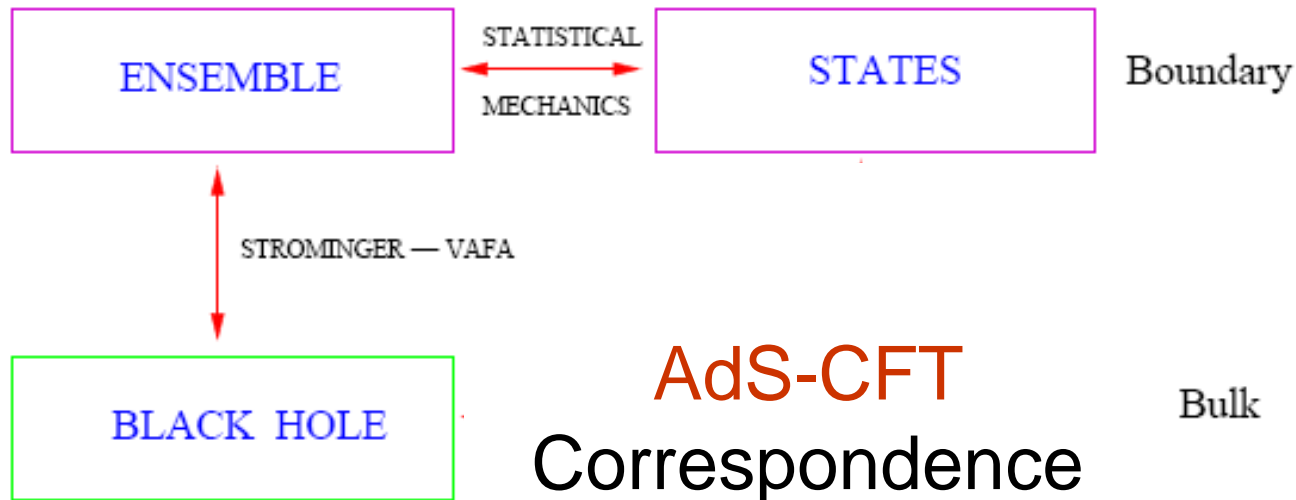 STATISTICAL
ENSEMBLE
STATES
Boundary
MECHANICS
STROMINGER — VAFA
AdS-CFT
BLACK HOLE
Bulk
Correspondence